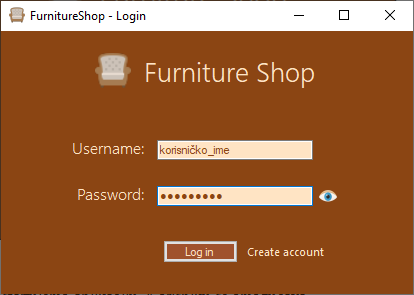 FurnitureShop - Login
Furniture Shop
Username: korisničko_ime
Password: ●●●●●●●●●
Log in Create account